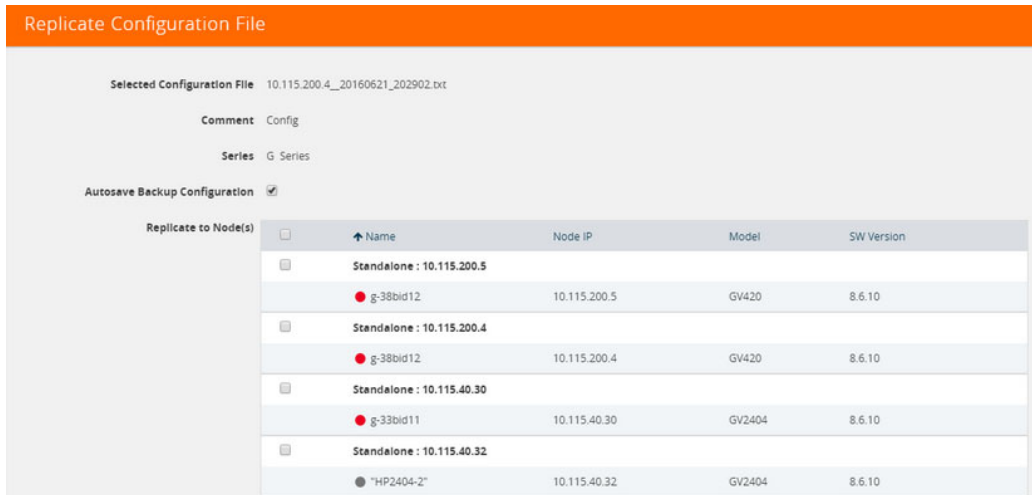 Replicate Configuration File
Selected Configuration File 10.115.200.4__20160621_202902.txt
Comment Config
Series G Series
Autosave Backup Configuration
Replicate to Node(s)
Name Node IP Model SW Version
Standalone : 10.115.200.5
g-38bid12 10.115.200.5 GV420 8.6.10
Standalone : 10.115.200.4
g-38bid12 10.115.200.4 GV420 8.6.10
Standalone : 10.115.40.30
g-33bid11 10.115.40.30 GV2404 8.6.10
Standalone : 10.115.40.32
"HP2404-2" 10.115.40.32 GV2404 8.6.10